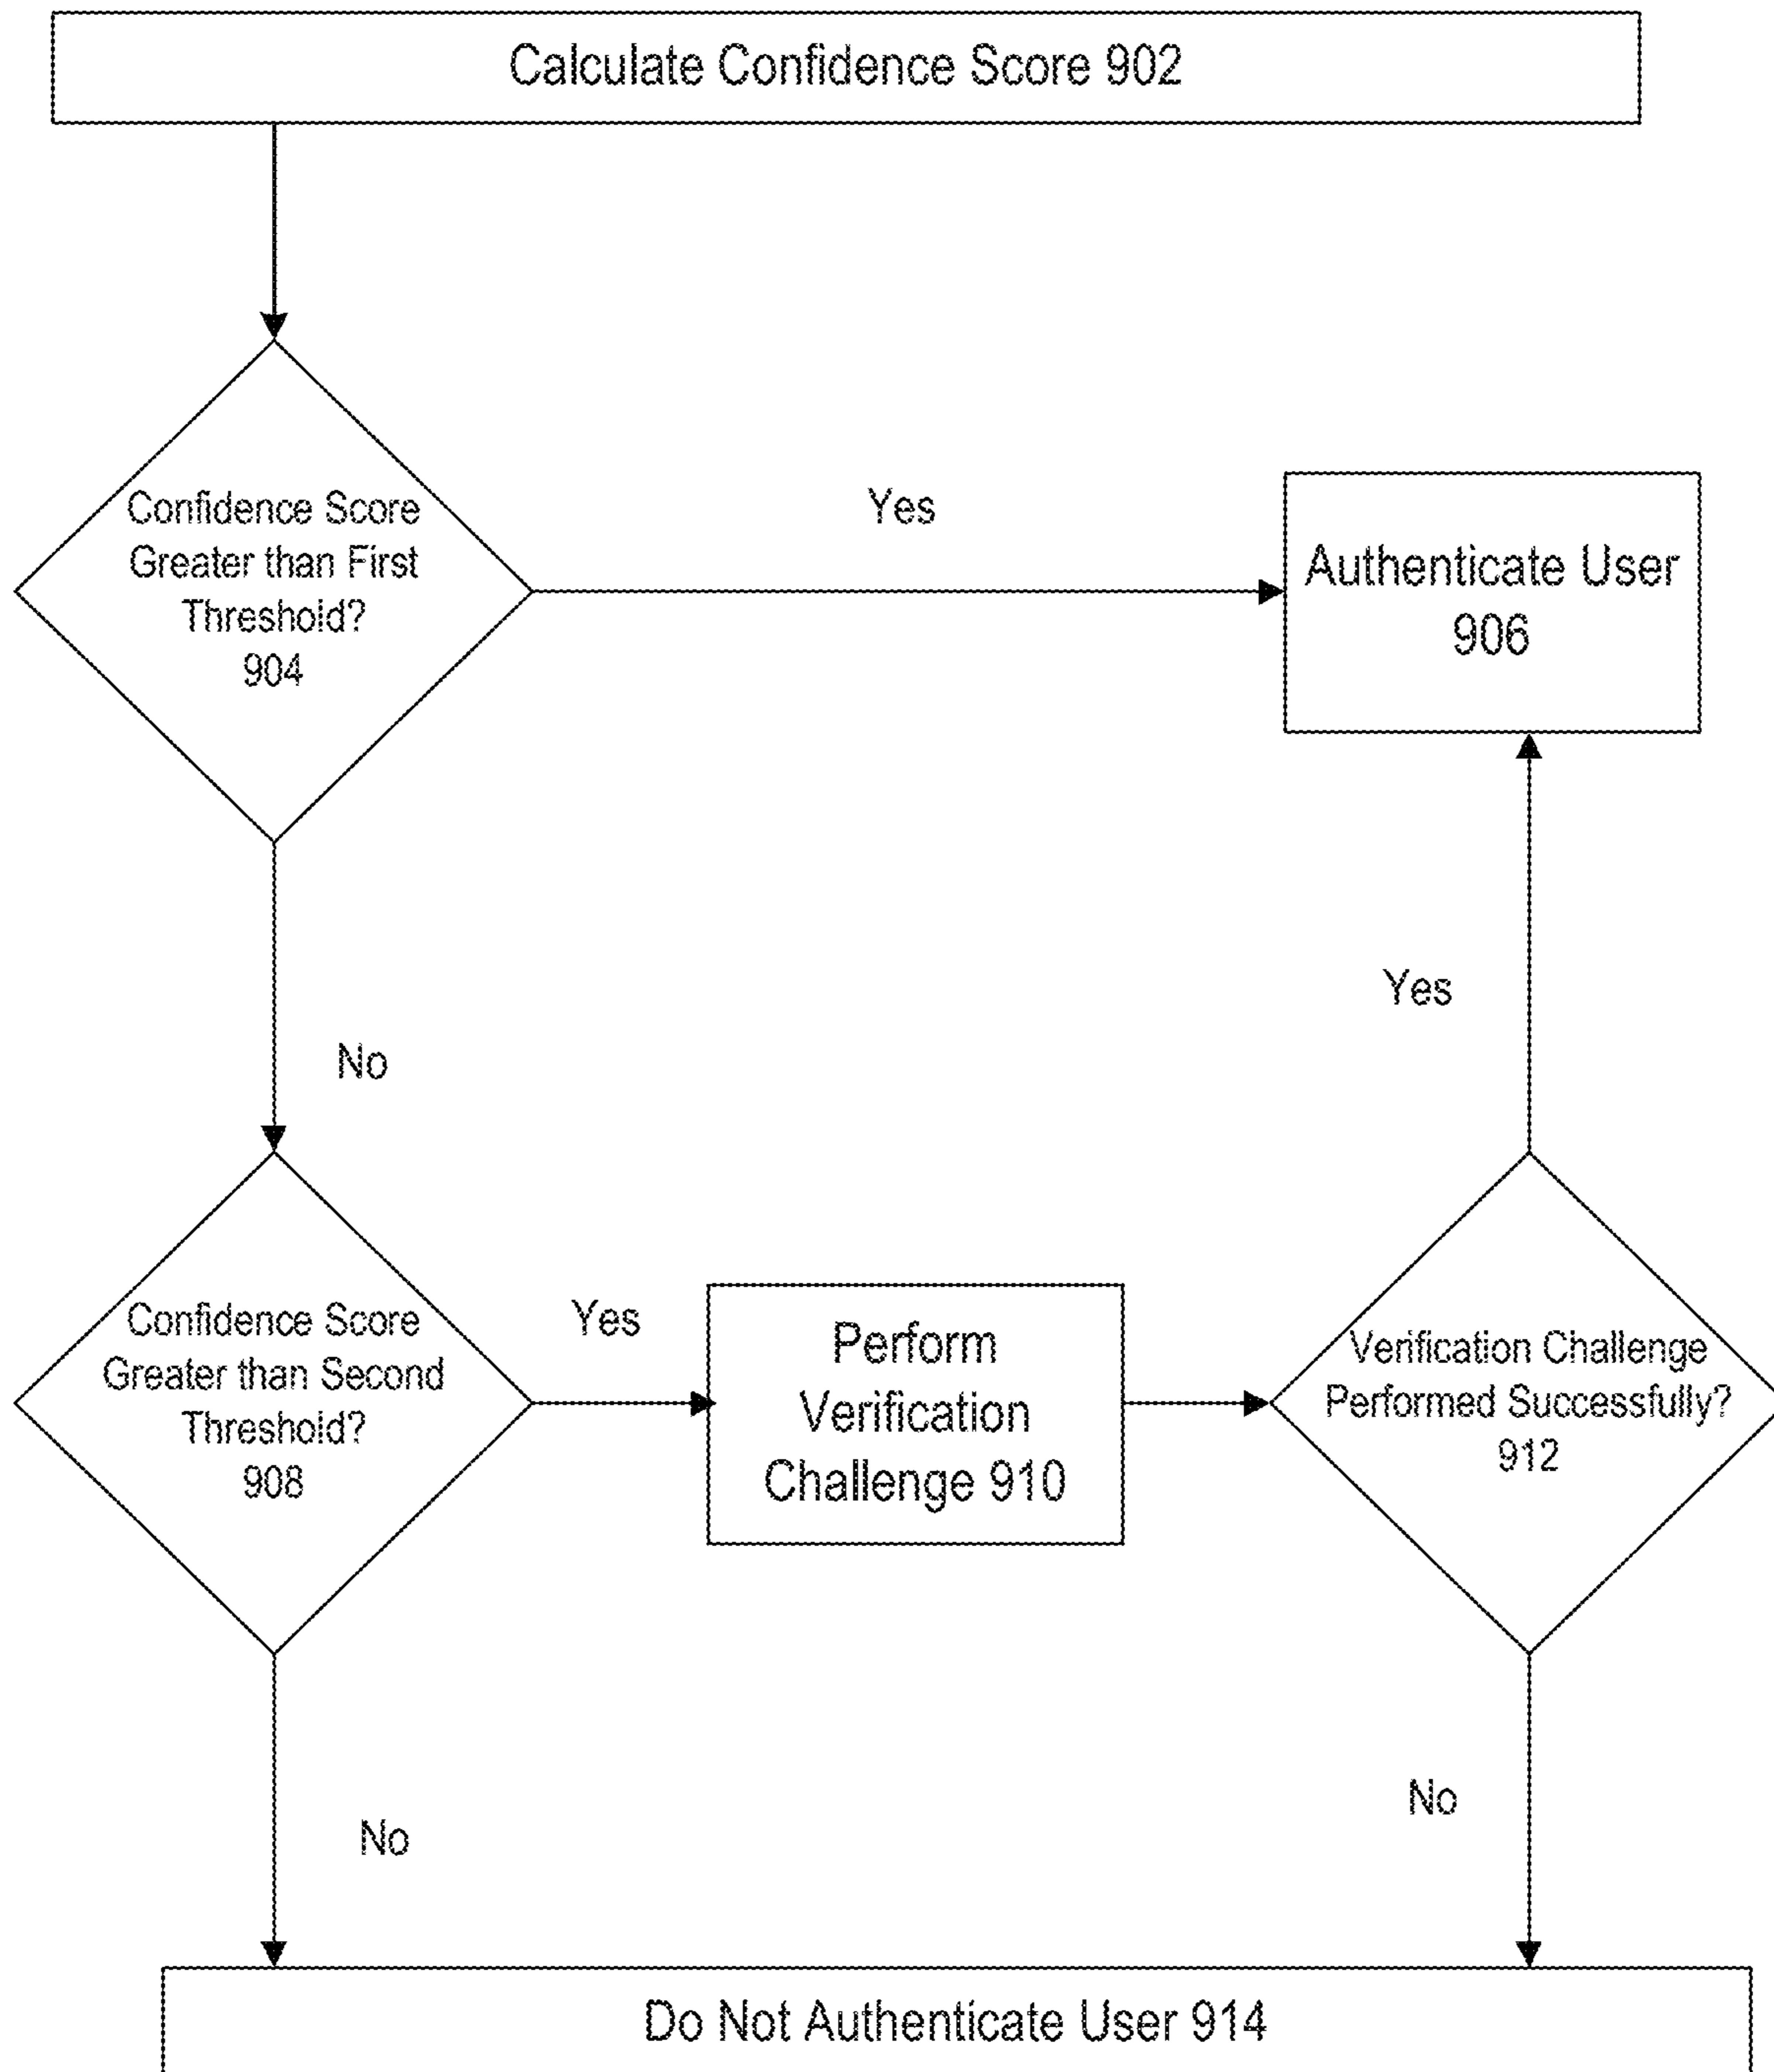 Calculate Confidence Score 902
Confidence Score
Greater than First
Threshold?
904
Yes
Authenticate User
906
No
Yes
Confidence Score
Greater than Second
Threshold?
908
Yes
Perform
Verification
Challenge 910
Verification Challenge
Performed Successfully?
912
No
No
Do Not Authenticate User 914